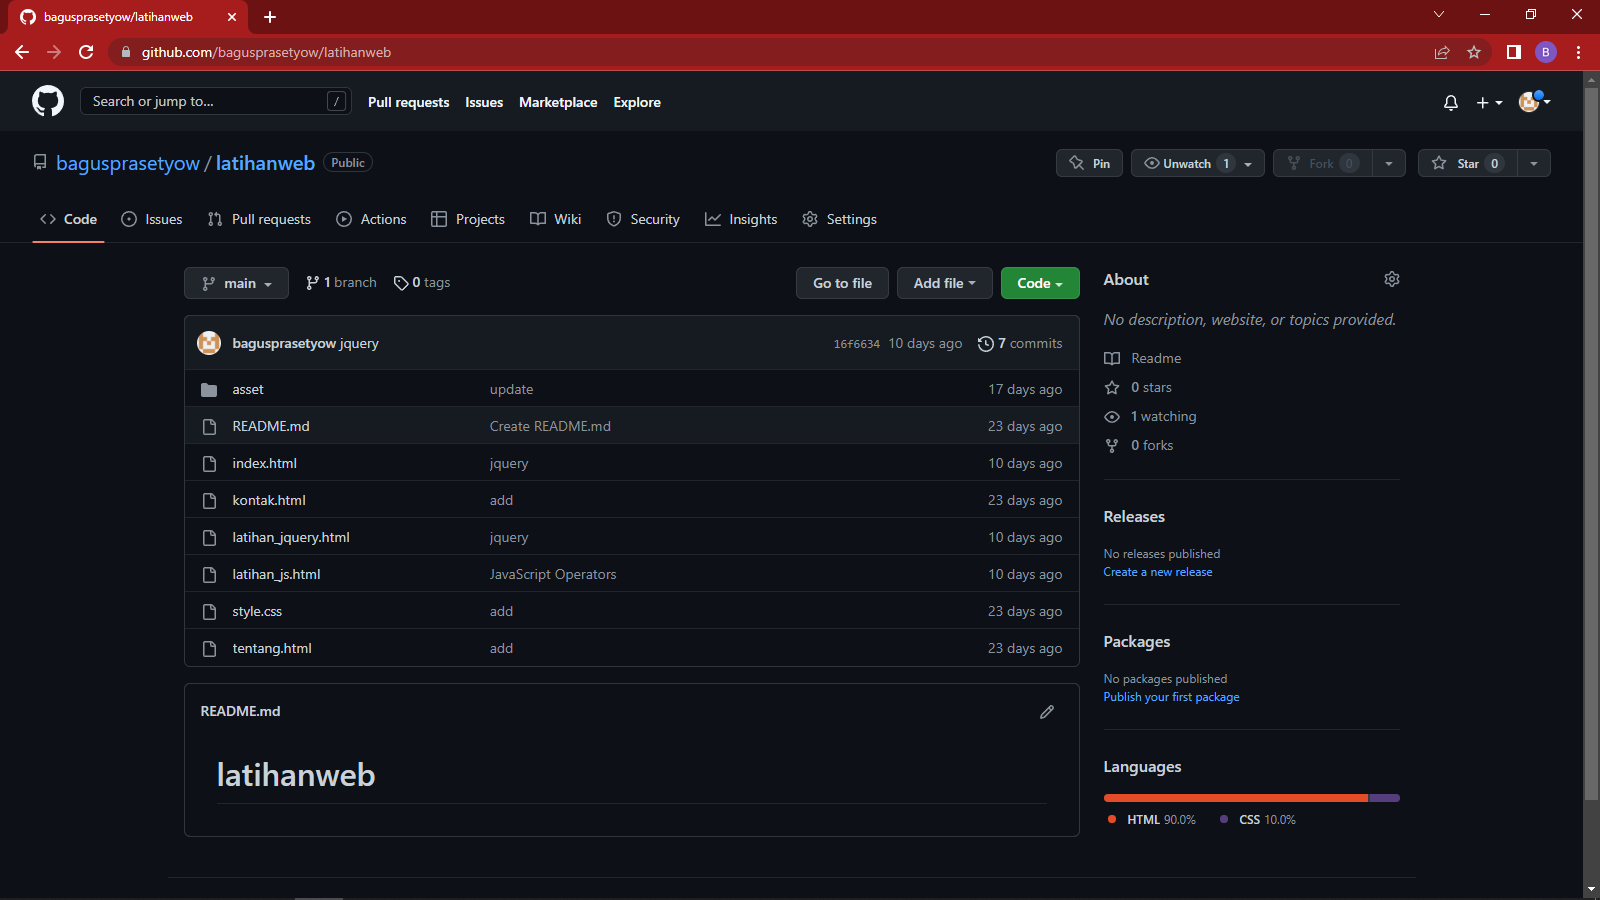 bagusprasetyow/latihanweb
github.com/bagusprasetyow/latihanweb
B
Search or jump to... /
Pull requests Issues Marketplace Explore
bagusprasetyow / latihanweb Public
Pin Unwatch 1 Fork 0 Star 0
Code Issues Pull requests Actions Projects Wiki Security Insights Settings
main 1 branch 0 tags Go to file Add file Code
bagusprasetyow jquery 16f6634 10 days ago 7 commits
asset update 17 days ago
README.md Create README.md 23 days ago
index.html jquery 10 days ago
kontak.html add 23 days ago
latihan_jquery.html jquery 10 days ago
latihan_js.html JavaScript Operators 10 days ago
style.css add 23 days ago
tentang.html add 23 days ago
README.md
latihanweb
About
No description, website, or topics provided.
Readme
0 stars
1 watching
0 forks
Releases
No releases published
Create a new release
Packages
No packages published
Publish your first package
Languages
HTML 90.0% CSS 10.0%